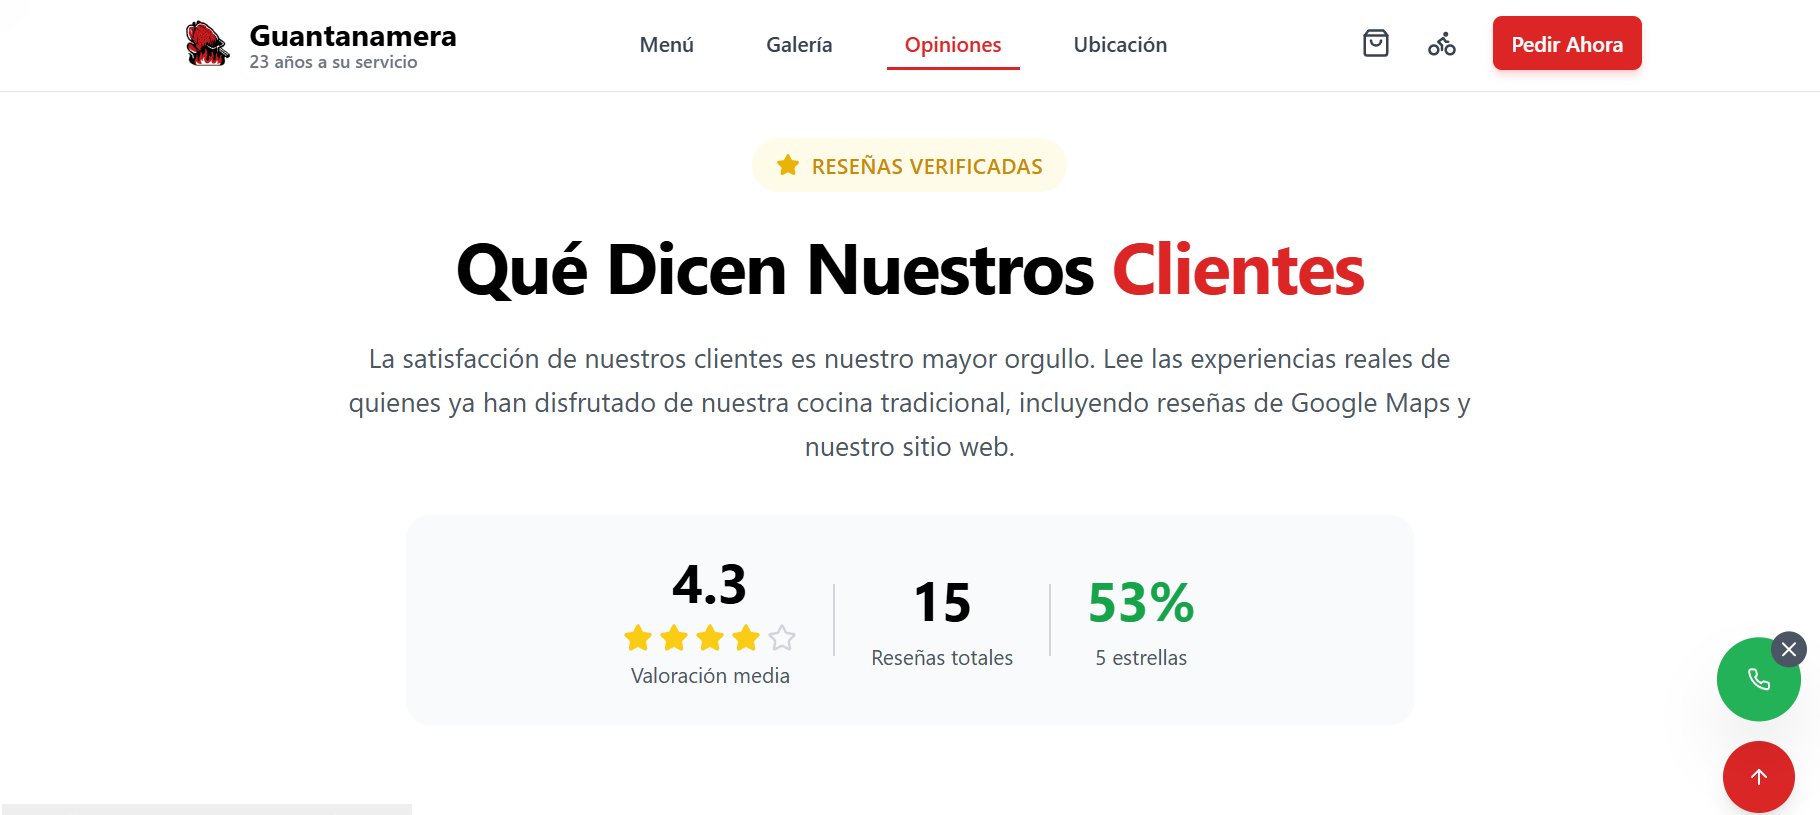 Guantanamera
23 años a su servicio
Menú
Galería
Opiniones
Ubicación
Pedir Ahora
RESEÑAS VERIFICADAS
Qué Dicen Nuestros Clientes
La satisfacción de nuestros clientes es nuestro mayor orgullo. Lee las experiencias reales de
quienes ya han disfrutado de nuestra cocina tradicional, incluyendo reseñas de Google Maps y
nuestro sitio web.
4.3
Valoración media
15
Reseñas totales
53%
5 estrellas